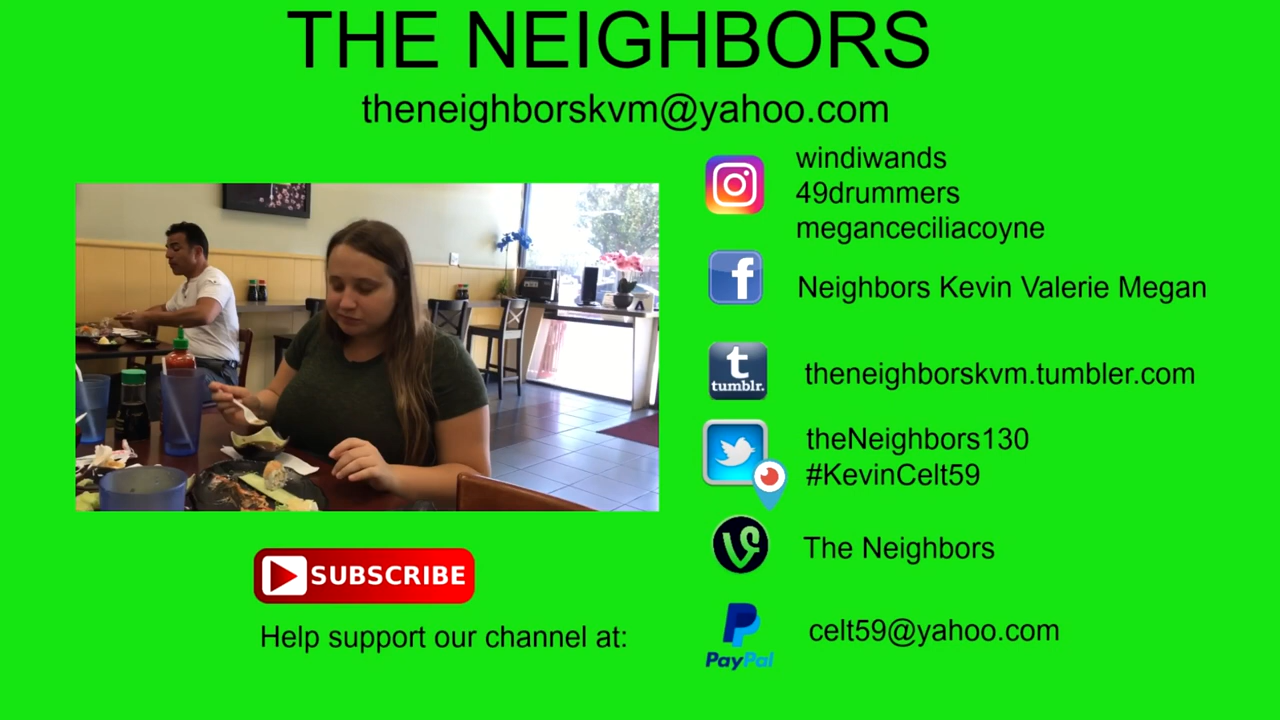 THE NEIGHBORS
theneighborskvm@yahoo.com
windiwands
49drummers
meganceciliacoyne
Neighbors Kevin Valerie Megan
tumblr.
theneighborskvm.tumbler.com
theNeighbors130
#KevinCelt59
The Neighbors
SUBSCRIBE
Help support our channel at:
PayPal
celt59@yahoo.com